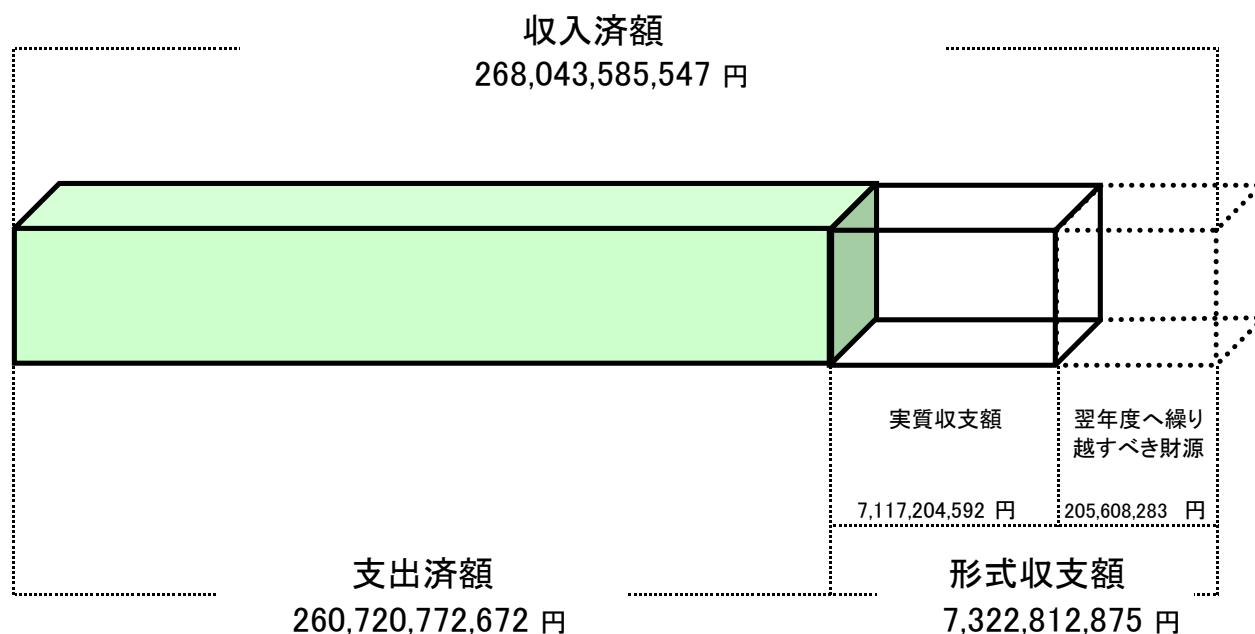 収入済額
268,043,585,547 円
実質収支額
翌年度へ繰り
越すべき財源
7,117,204,592 円
205,608,283 円
支出済額
260,720,772,672 円
形式収支額
7,322,812,875 円